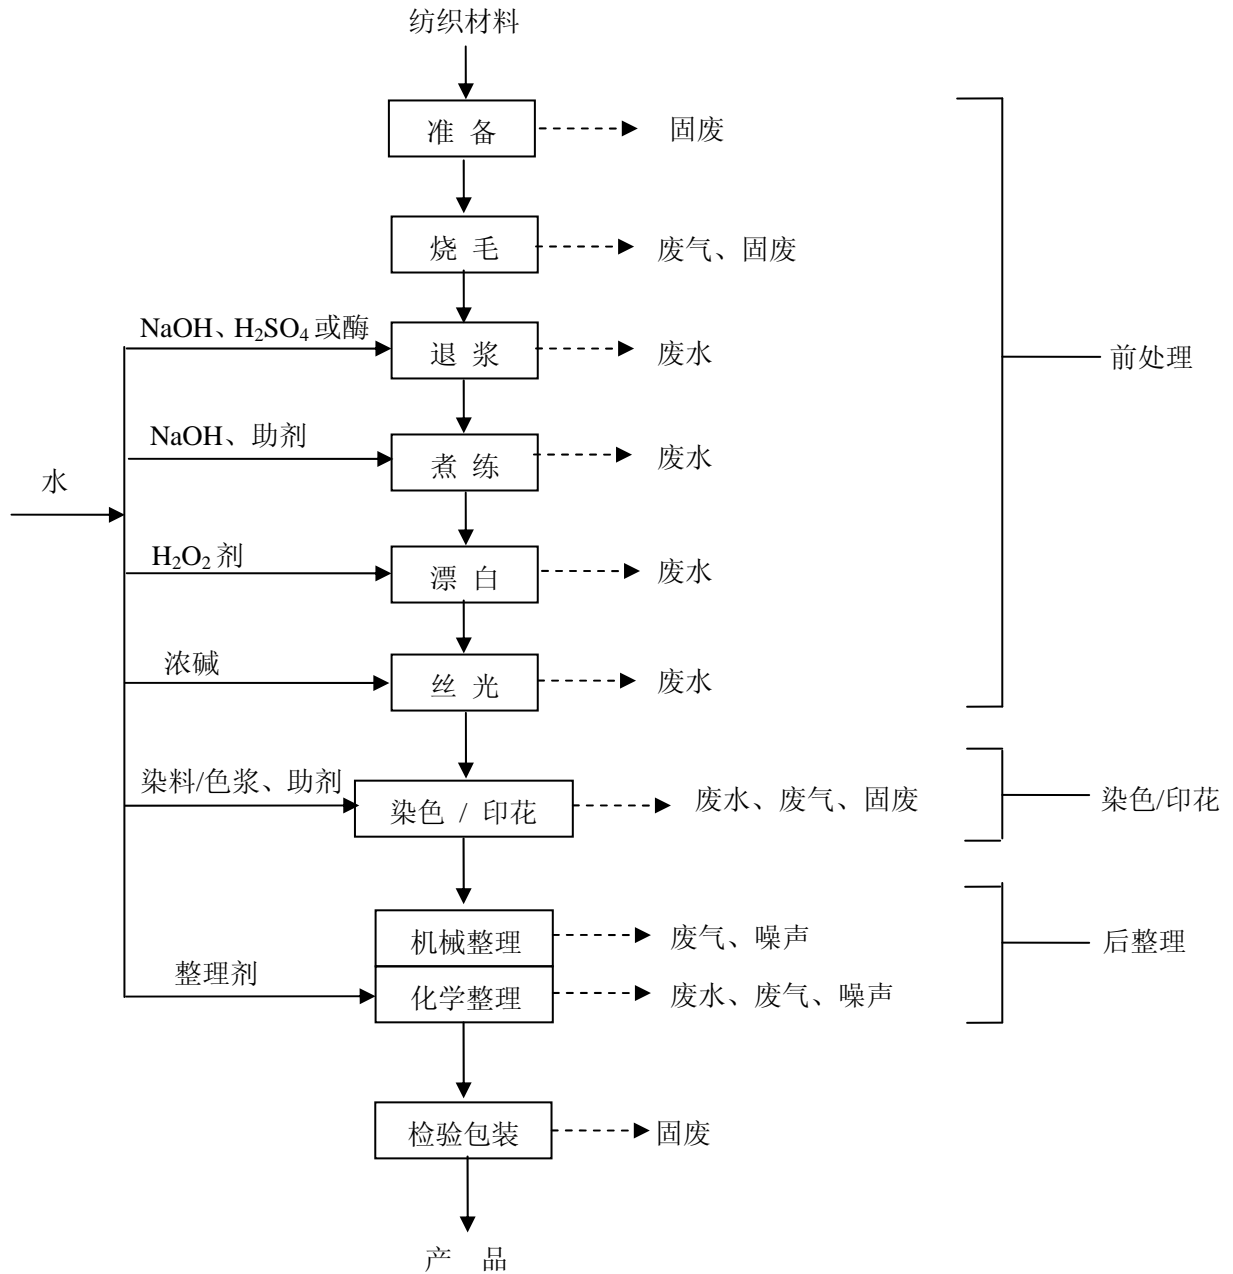 纺织材料
准 备
固废
烧 毛
废气、固废
NaOH、H₂SO₄或酶
退 浆
废水
前处理
NaOH、助剂
煮 练
废水
水
H₂O₂剂
漂 白
废水
浓碱
丝 光
废水
染料/色浆、助剂
染色 / 印花
废水、废气、固废
染色/印花
机械整理
废气、噪声
后整理
整理剂
化学整理
废水、废气、噪声
检验包装
固废
产 品